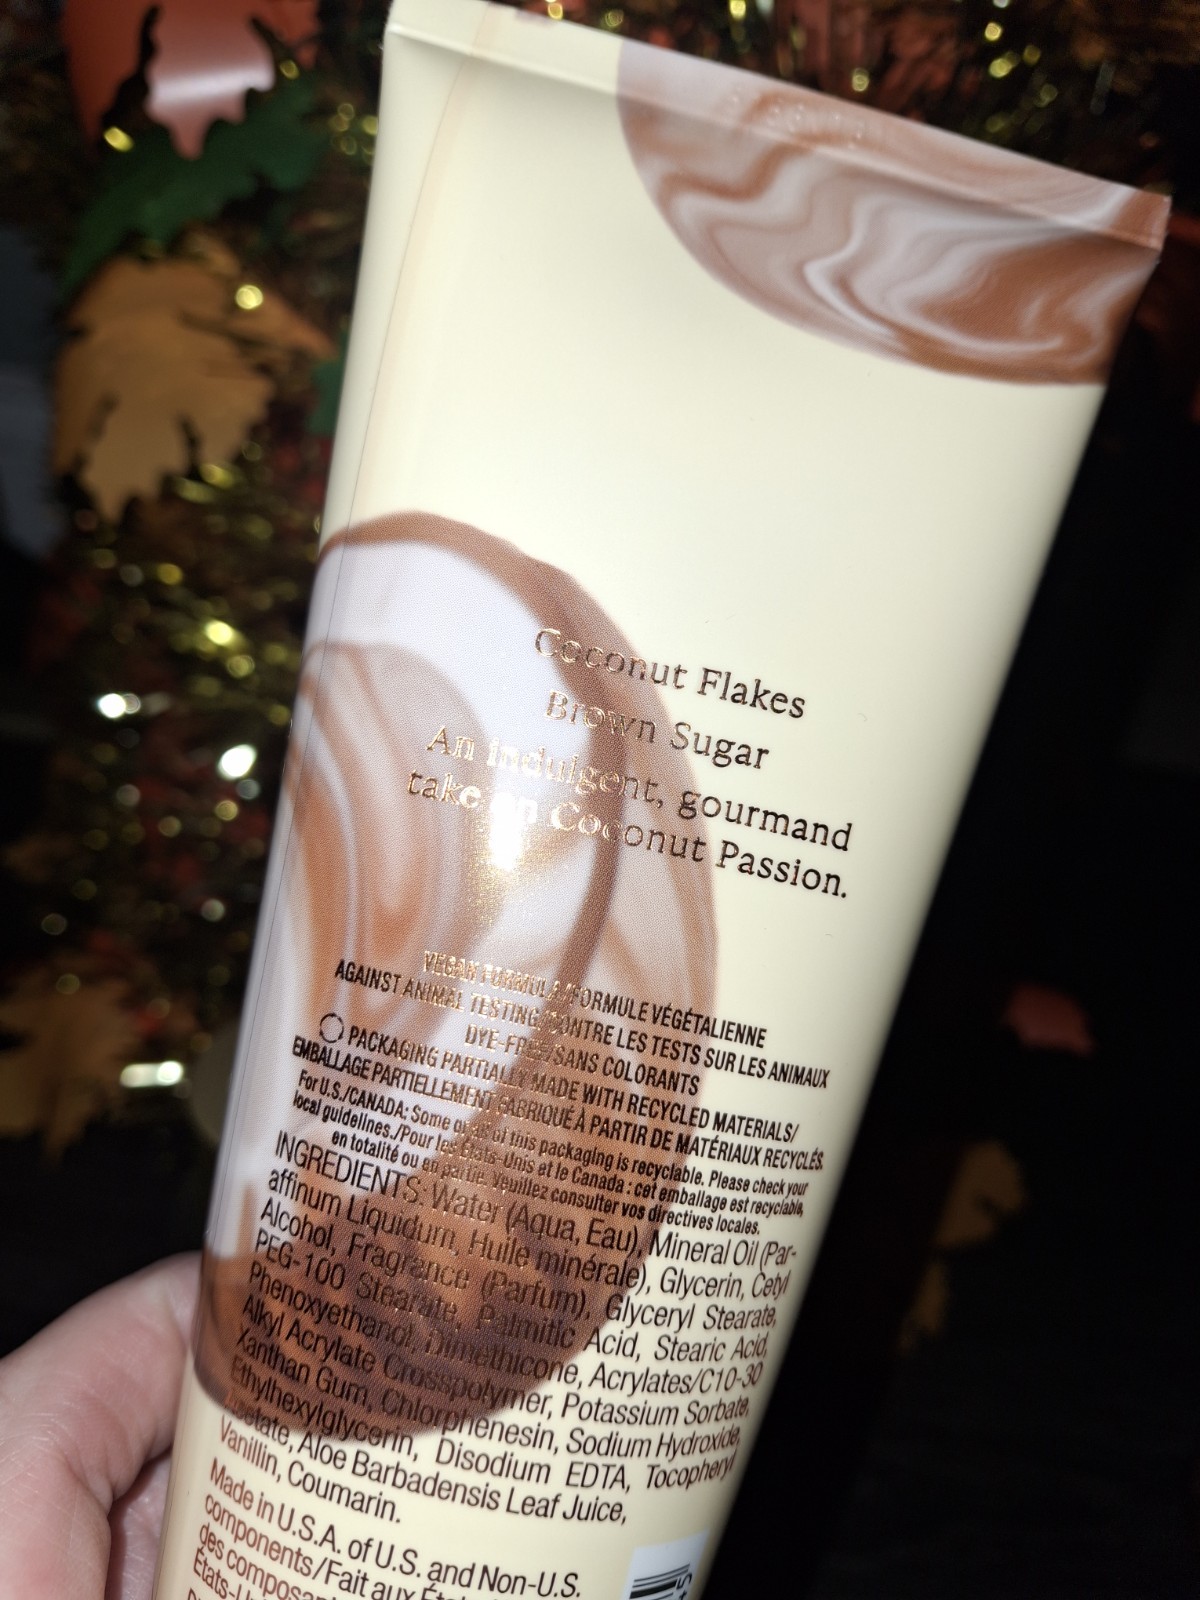 Coconut Flakes
Brown Sugar
An indulgent, gourmand
take on Coconut Passion.
VEGAN FORMULA/FORMULE VÉGÉTALIENNE
AGAINST ANIMAL TESTING/CONTRE LES TESTS SUR LES ANIMAUX
DYE-FREE/SANS COLORANTS
PACKAGING PARTIALLY MADE WITH RECYCLED MATERIALS/
EMBALLAGE PARTIELLEMENT FABRIQUÉ À PARTIR DE MATÉRIAUX RECYCLÉS.
For U.S./CANADA: Some or all of this packaging is recyclable. Please check your
local guidelines./Pour les États-Unis et le Canada : cet emballage est recyclable,
en totalité ou en partie. Veuillez consulter vos directives locales.
INGREDIENTS: Water (Aqua, Eau), Mineral Oil (Par-
affinum Liquidum, Huile minérale), Glycerin, Cetyl
Alcohol, Fragrance (Parfum), Glyceryl Stearate,
PEG-100 Stearate, Palmitic Acid, Stearic Acid,
Phenoxyethanol, Dimethicone, Acrylates/C10-30
Alkyl Acrylate Crosspolymer, Potassium Sorbate,
Xanthan Gum, Chlorphenesin, Sodium Hydroxide,
Ethylhexylglycerin, Disodium EDTA, Tocopheryl
Acetate, Aloe Barbadensis Leaf Juice,
Vanillin, Coumarin.
Made in U.S.A. of U.S. and Non-U.S.
components/Fait aux
des